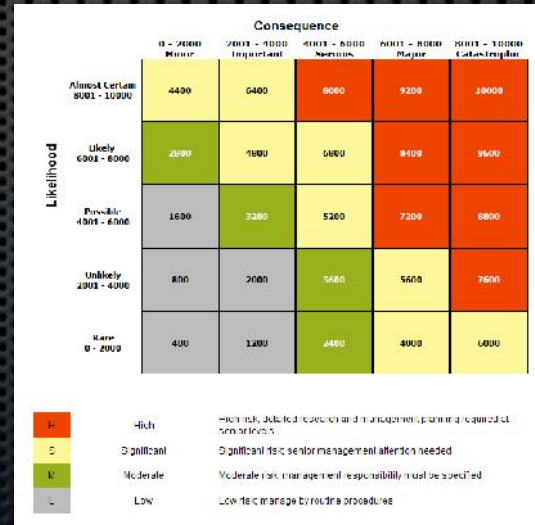 Consequence
0 - 2000 2001 - 4000 4001 - 6000 6001 - 8000 8001 - 10000
Minor Important Serious Major Catastrophic
Almost Certain
8001 - 10000
4400 6400 8000 9200 10000
Likelihood
Likely
6001 - 8000
2800 4800 6800 8400 9600
Possible
4001 - 6000
1600 3200 5200 7200 8800
Unlikely
2001 - 4000
800 2000 3600 5600 7600
Rare
0 - 2000
400 1200 2400 4000 6000
H High High risk, detailed research and management planning required at
senior levels
S Significant Significant risk, senior management attention needed
M Moderate Moderate risk, management responsibility must be specified
L Low Low risk, manage by routine procedures